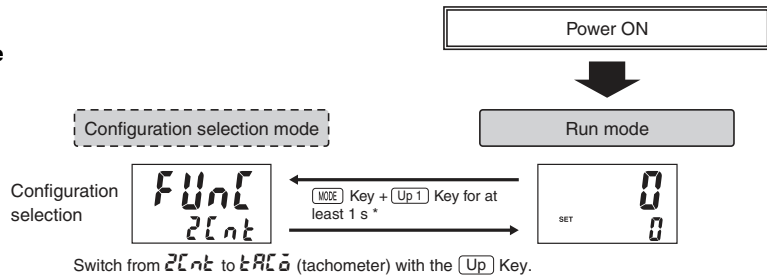 e
Power ON
Configuration selection mode
Run mode
Configuration
selection
FUnC
2Cnt
MODE Key + Up 1 Key for at
least 1 s *
0
SET
0
Switch from 2Cnt to tACo (tachometer) with the Up Key.